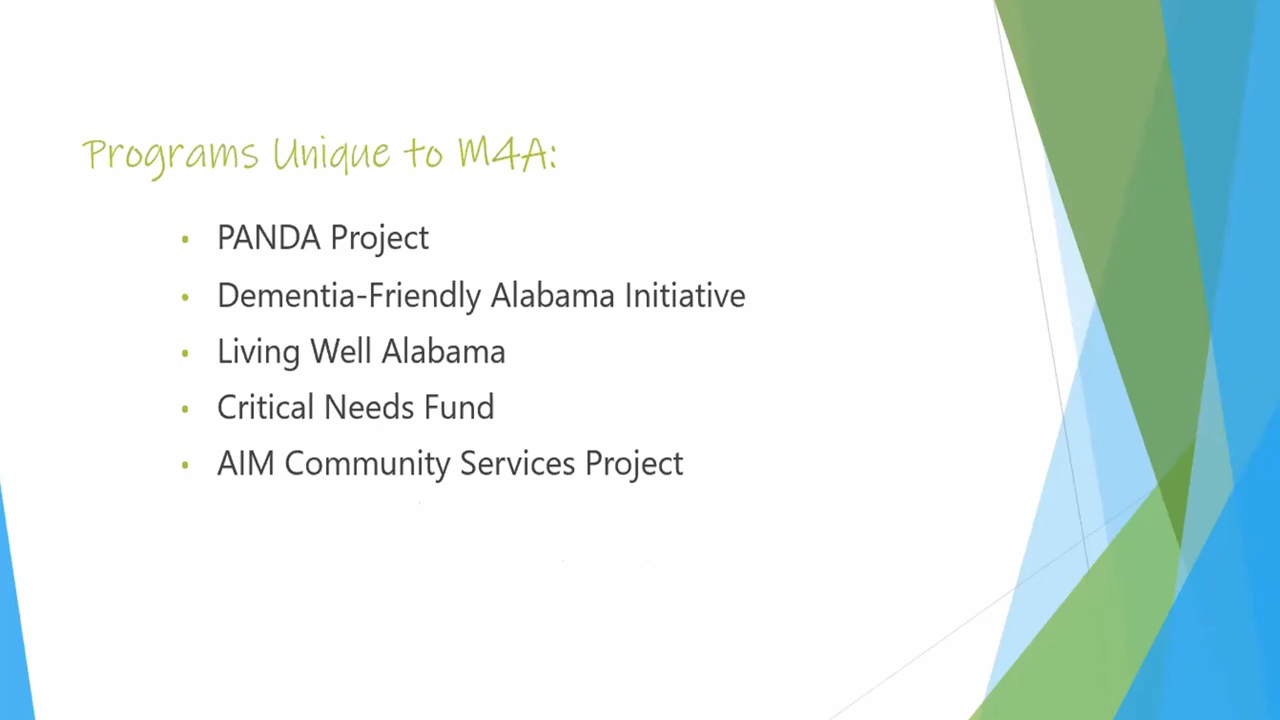 Programs Unique to M4A:
• PANDA Project
• Dementia-Friendly Alabama Initiative
• Living Well Alabama
• Critical Needs Fund
• AIM Community Services Project